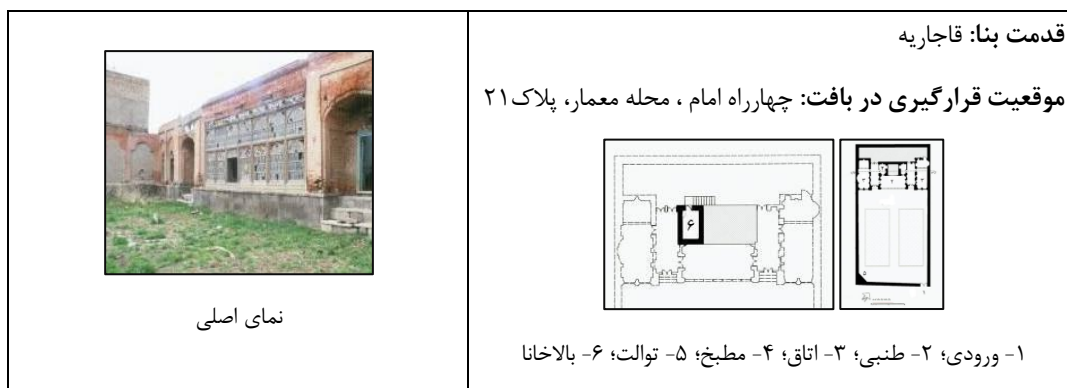 قدمت بنا: قاجاریه
موقعیت قرارگیری در بافت: چهارراه امام ، محله معمار، پلاک ۲۱
۶
۱- ورودی؛ ۲- طنبی؛ ۳- اتاق؛ ۴- مطبخ؛ ۵- توالت؛ ۶- بالاخانا
نمای اصلی